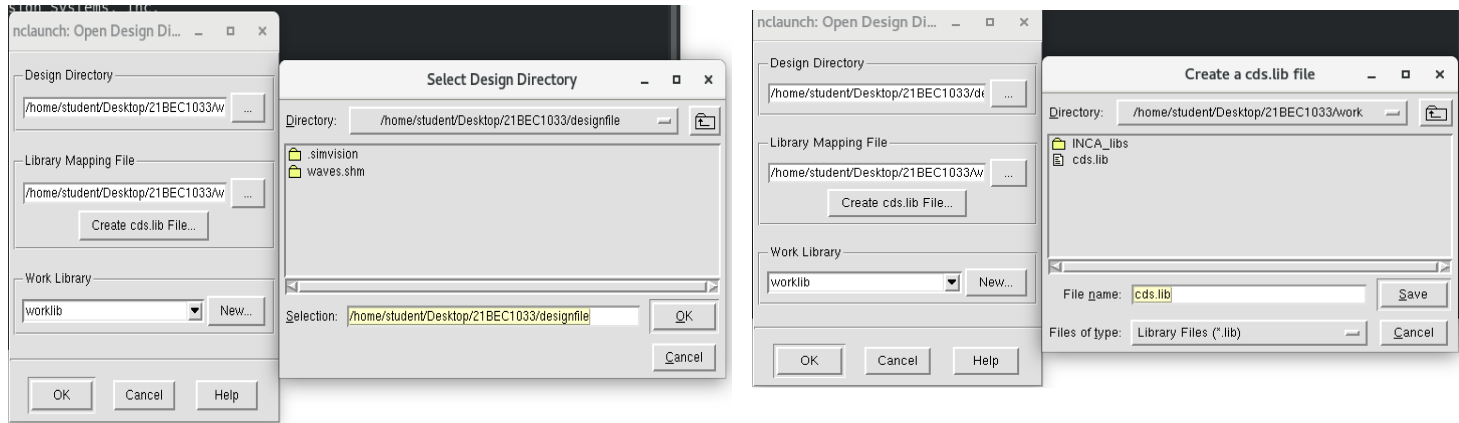 sion Systems, Inc.
nclaunch: Open Design Di...
Design Directory
/home/student/Desktop/21BEC1033/w
...
Library Mapping File
/home/student/Desktop/21BEC1033/w
...
Create cds.lib File...
Work Library
worklib
New...
OK
Cancel
Help
Select Design Directory
Directory:
/home/student/Desktop/21BEC1033/designfile
.simvision
waves.shm
Selection:
/home/student/Desktop/21BEC1033/designfile
OK
Cancel
nclaunch: Open Design Di...
Design Directory
/home/student/Desktop/21BEC1033/de
...
Library Mapping File
/home/student/Desktop/21BEC1033/w
...
Create cds.lib File...
Work Library
worklib
New...
OK
Cancel
Help
Create a cds.lib file
Directory:
/home/student/Desktop/21BEC1033/work
INCA_libs
cds.lib
File name:
cds.lib
Save
Files of type:
Library Files (*.lib)
Cancel